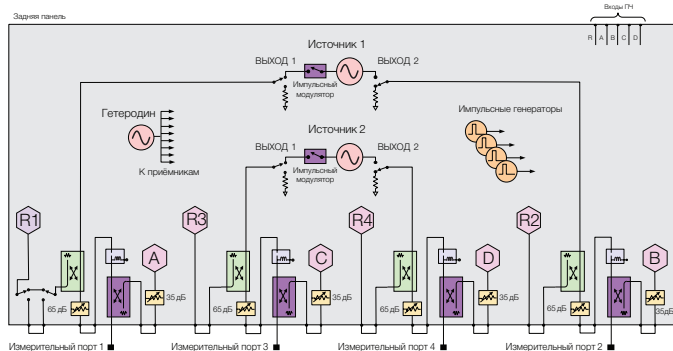 Задняя панель
Входы ПЧ
R A B C D
Источник 1
ВЫХОД 1
ВЫХОД 2
Импульсный
модулятор
Гетеродин
К приёмникам
Импульсные генераторы
Источник 2
ВЫХОД 1
ВЫХОД 2
Импульсный
модулятор
R1
A
R3
C
R4
D
R2
B
65 дБ
35 дБ
65 дБ
35 дБ
65 дБ
35 дБ
65 дБ
35дБ
Измерительный порт 1
Измерительный порт 3
Измерительный порт 4
Измерительный порт 2